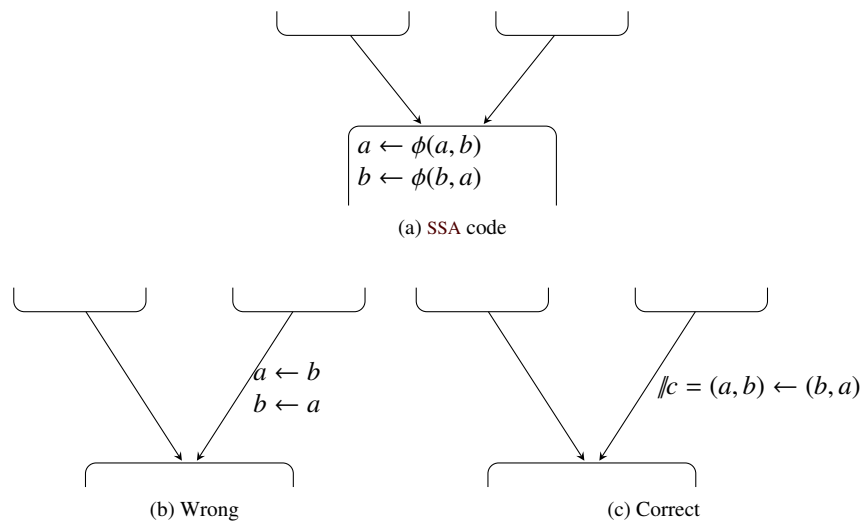 a ← ϕ(a, b)
b ← ϕ(b, a)
(a) SSA code
a ← b
b ← a
∥c = (a, b) ← (b, a)
(b) Wrong
(c) Correct